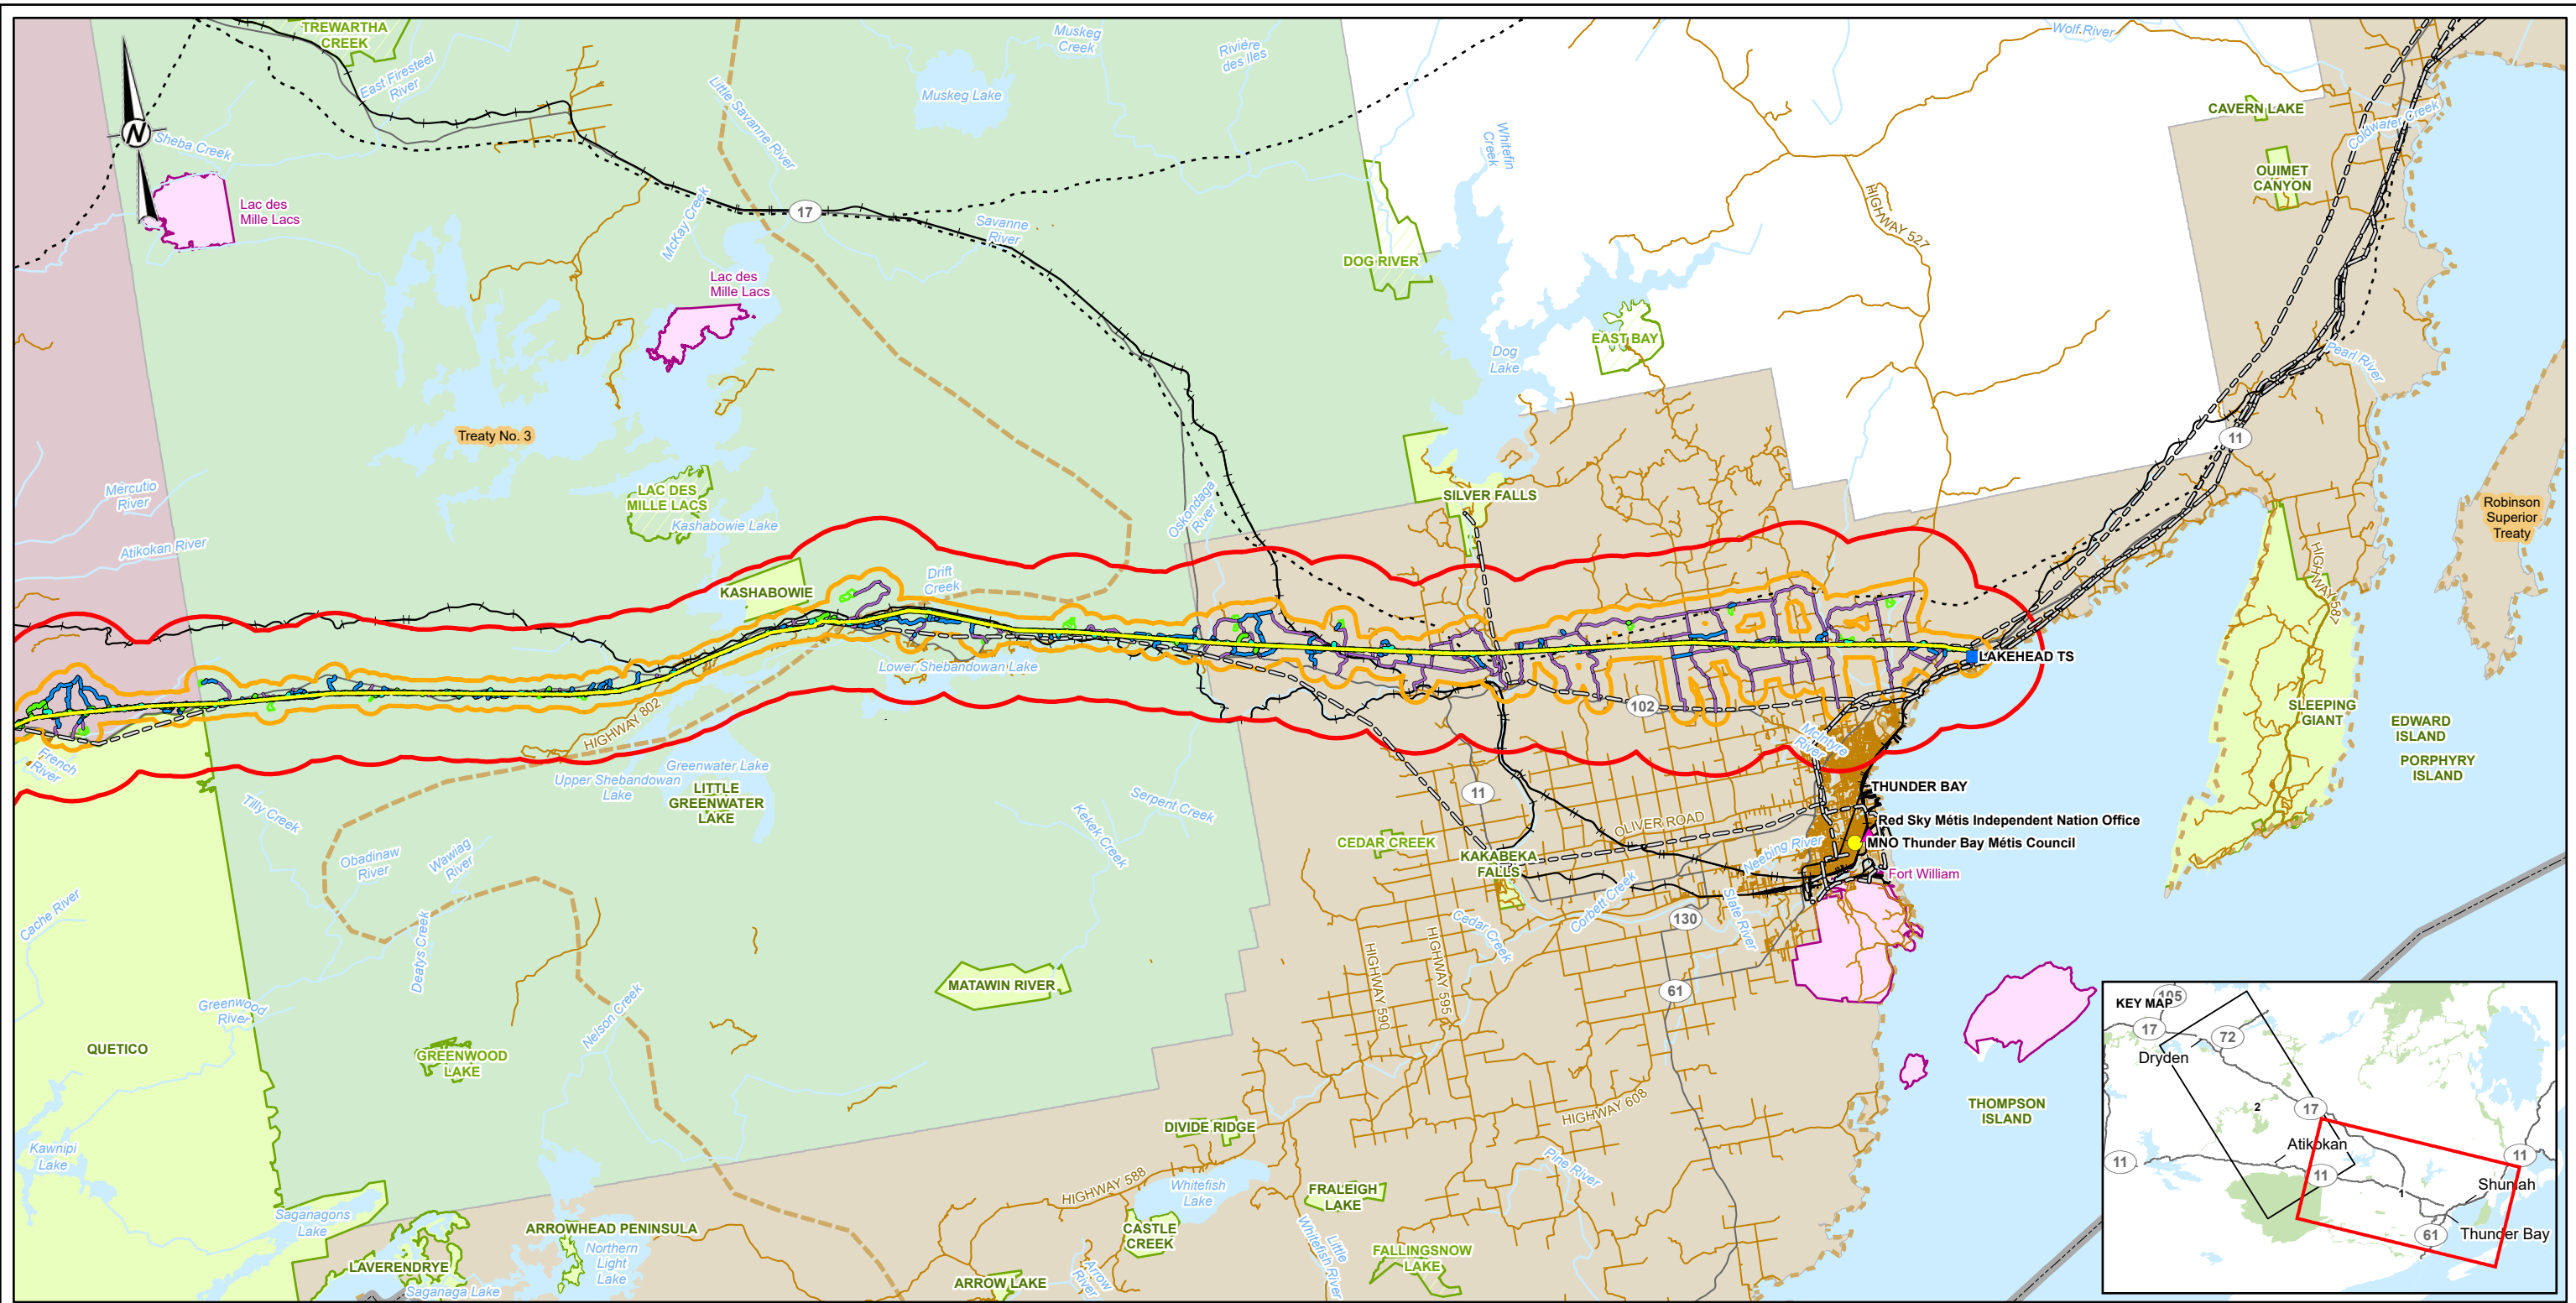 TREWARTHA
CREEK
East Firesteel
River
Muskeg
Creek
Rivière
des Iles
Wolf River
Little Savanne River
Muskeg Lake
CAVERN LAKE
Coldwater Creek
N
Sheba Creek
Whitefin
Creek
OUIMET
CANYON
Lac des
Mille Lacs
17
McKay Creek
Savanne
River
HIGHWAY 527
DOG RIVER
Lac des
Mille Lacs
EAST BAY
Dog
Lake
Pearl River
Treaty No. 3
11
Mercutio
River
LAC DES
MILLE LACS
Kashabowie Lake
Oskondaga
River
SILVER FALLS
Robinson
Superior
Treaty
Atikokan River
KASHABOWIE
Drift
Creek
HIGHWAY 587
Lower Shebandowan Lake
LAKEHEAD TS
102
HIGHWAY 802
SLEEPING
GIANT
EDWARD
ISLAND
French
River
McIntyre
River
Greenwater Lake
Upper Shebandowan
Lake
PORPHYRY
ISLAND
LITTLE
GREENWATER
LAKE
11
THUNDER BAY
Tilly Creek
Serpent Creek
Kekek Creek
OLIVER ROAD
Red Sky Métis Independent Nation Office
MNO Thunder Bay Métis Council
CEDAR CREEK
Neebing River
Obadinaw
River
Wawiag
River
KAKABEKA
FALLS
Fort William
Cache River
Corbett Creek
Slate River
130
Cedar Creek
Deatys Creek
HIGHWAY 590
HIGHWAY 595
MATAWIN RIVER
61
Greenwood
River
Nelson Creek
QUETICO
GREENWOOD
LAKE
THOMPSON
ISLAND
HIGHWAY 608
DIVIDE RIDGE
Kawnipi
Lake
Pine River
HIGHWAY 588
Whitefish
Lake
FRALEIGH
LAKE
Saganagons
Lake
ARROWHEAD PENINSULA
CASTLE
CREEK
Little
Whitefish River
Northern
Light
Lake
FALLINGSNOW
LAKE
LAVERENDRYE
Arrow
River
ARROW LAKE
Saganaga Lake
KEY MAP
105
17
72
Dryden
2
17
Atikokan
11
11
11
1
Shuniah
61
Thunder Bay